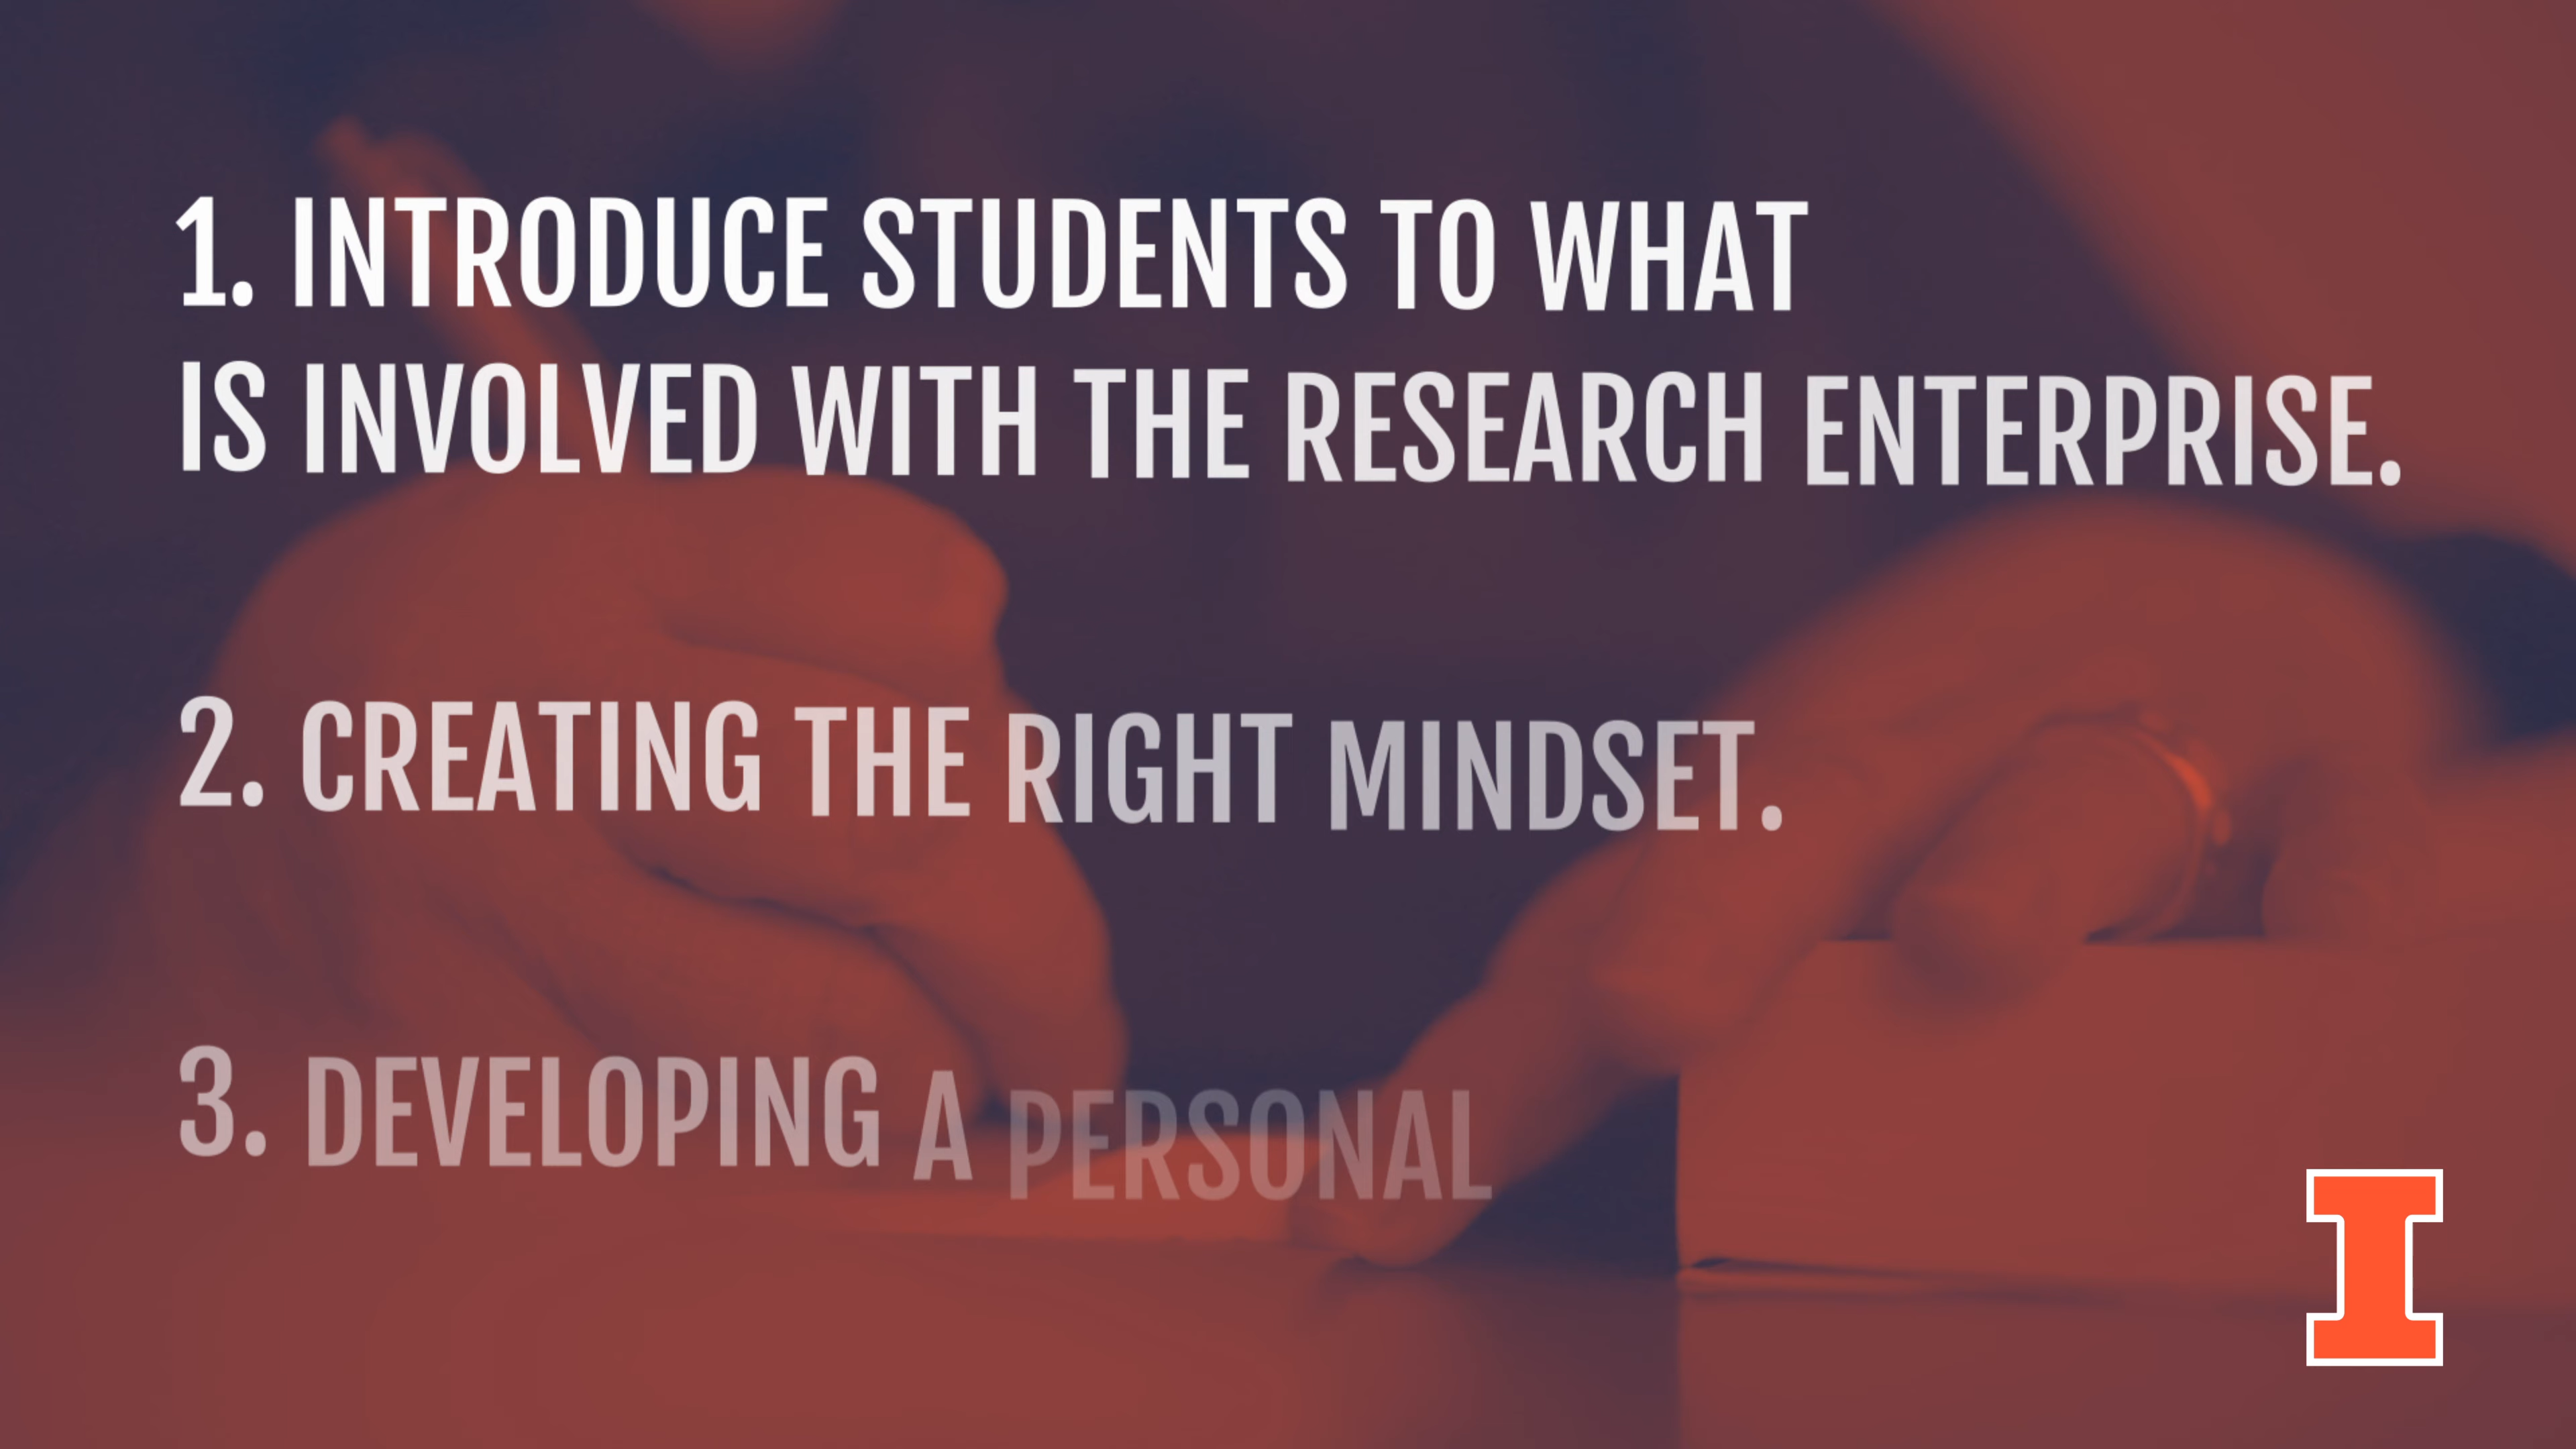 1. INTRODUCE STUDENTS TO WHAT
IS INVOLVED WITH THE RESEARCH ENTERPRISE.
2. CREATING THE RIGHT MINDSET.
3. DEVELOPING A PERSONAL
I